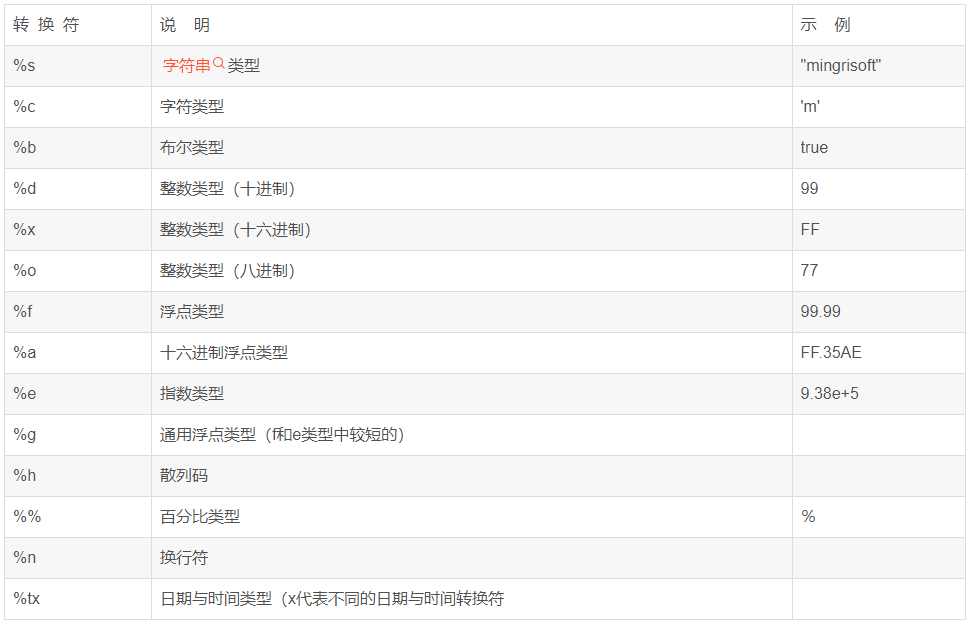 转 换 符 说 明 示 例
%s 字符串类型 "mingrisoft"
%c 字符类型 'm'
%b 布尔类型 true
%d 整数类型（十进制） 99
%x 整数类型（十六进制） FF
%o 整数类型（八进制） 77
%f 浮点类型 99.99
%a 十六进制浮点类型 FF.35AE
%e 指数类型 9.38e+5
%g 通用浮点类型（f和e类型中较短的）
%h 散列码
%% 百分比类型 %
%n 换行符
%tx 日期与时间类型（x代表不同的日期与时间转换符